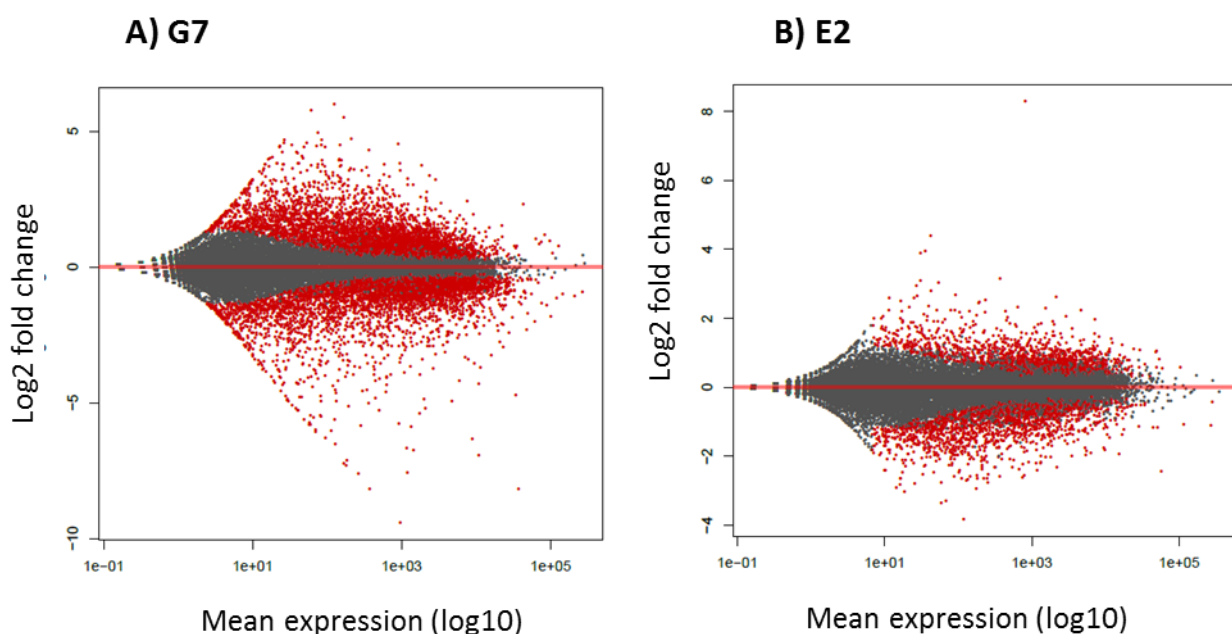 A) G7
B) E2
Log2 fold change
5
0
-5
-10
1e-01
1e+01
1e+03
1e+05
Mean expression (log10)
Log2 fold change
8
6
4
2
0
-2
-4
1e-01
1e+01
1e+03
1e+05
Mean expression (log10)